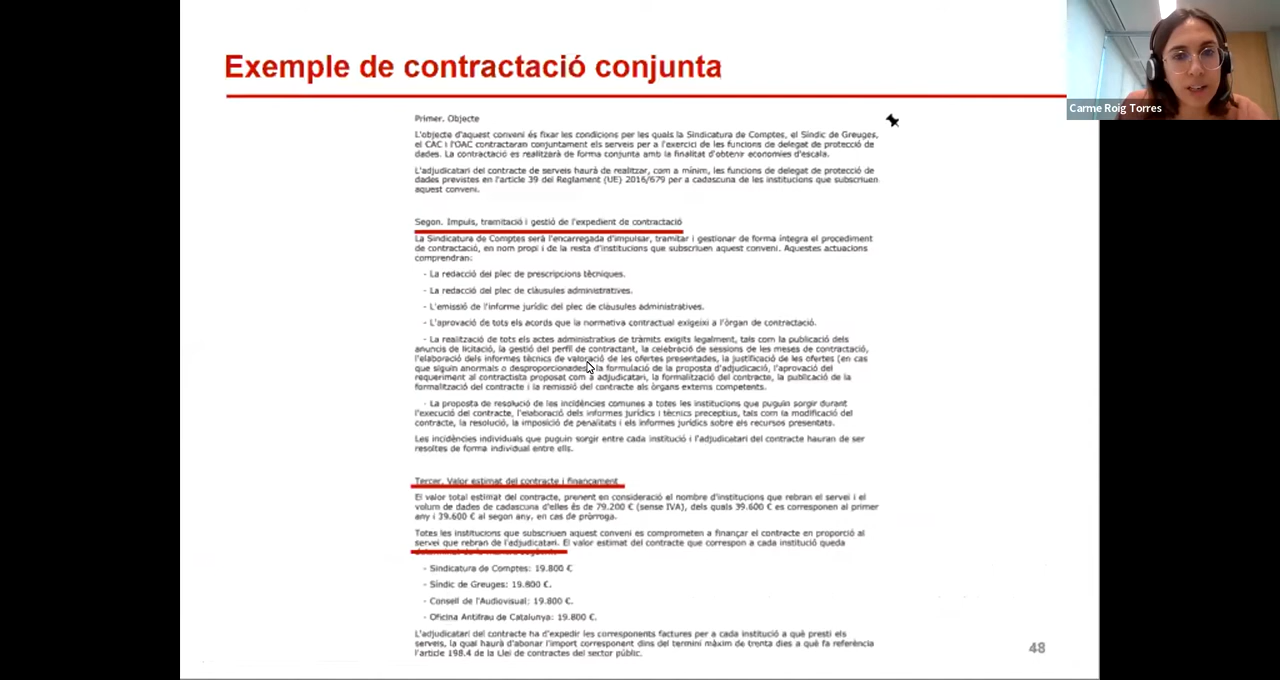 Exemple de contractació conjunta
Carme Roig Torres
Primer. Objecte
L'objecte d'aquest conveni és fixar les condicions per les quals la Sindicatura de Comptes, el Síndic de Greuges,
el CAC i l'OAC contractaran conjuntament els serveis per a l'exercici de les funcions de delegat de protecció de
dades. La contractació es realitzarà de forma conjunta amb la finalitat d'obtenir economies d'escala.
L'adjudicatari del contracte de serveis haurà de realitzar, com a mínim, les funcions de delegat de protecció de
dades previstes en l'article 39 del Reglament (UE) 2016/679 per a cadascuna de les institucions que subscriuen
aquest conveni.
Segon. Impuls, tramitació i gestió de l'expedient de contractació
La Sindicatura de Comptes serà l'encarregada d'impulsar, tramitar i gestionar de forma íntegra el procediment
de contractació, en nom propi i de la resta d'institucions que subscriuen aquest conveni. Aquestes actuacions
comprendran:
- La redacció del plec de prescripcions tècniques.
- La redacció del plec de clàusules administratives.
- L'emissió de l'informe jurídic del plec de clàusules administratives.
- L'aprovació de tots els acords que la normativa contractual exigeixi a l'òrgan de contractació.
- La realització de tots els actes administratius de tràmits exigits legalment, tals com la publicació dels
anuncis de licitació, la gestió del perfil de contractant, la celebració de sessions de les meses de contractació,
l'elaboració dels informes tècnics de valoració de les ofertes presentades, la justificació de les ofertes (en cas
que siguin anormals o desproporcionades), la formulació de la proposta d'adjudicació, l'aprovació del
requeriment al contractista proposat com a adjudicatari, la formalització del contracte, la publicació de la
formalització del contracte i la remissió del contracte als òrgans externs competents.
- La proposta de resolució de les incidències comunes a totes les institucions que puguin sorgir durant
l'execució del contracte, l'elaboració dels informes jurídics i tècnics preceptius, tals com la modificació del
contracte, la resolució, la imposició de penalitats i els informes jurídics sobre els recursos presentats.
Les incidències individuals que puguin sorgir entre cada institució i l'adjudicatari del contracte hauran de ser
resoltes de forma individual entre ells.
Tercer. Valor estimat del contracte i finançament
El valor total estimat del contracte, prenent en consideració el nombre d'institucions que rebran el servei i el
volum de dades de cadascuna d'elles és de 79.200 € (sense IVA), dels quals 39.600 € es corresponen al primer
any i 39.600 € al segon any, en cas de pròrroga.
Totes les institucions que subscriuen aquest conveni es comprometen a finançar el contracte en proporció al
servei que rebran de l'adjudicatari. El valor estimat del contracte que correspon a cada institució queda
- Sindicatura de Comptes: 19.800 €
- Síndic de Greuges: 19.800 €.
- Consell de l'Audiovisual: 19.800 €.
- Oficina Antifrau de Catalunya: 19.800 €.
L'adjudicatari del contracte ha d'expedir les corresponents factures per a cada institució a què presti els
serveis, la qual haurà d'abonar l'import corresponent dins del termini màxim de trenta dies a què fa referència
l'article 198.4 de la Llei de contractes del sector públic.
48